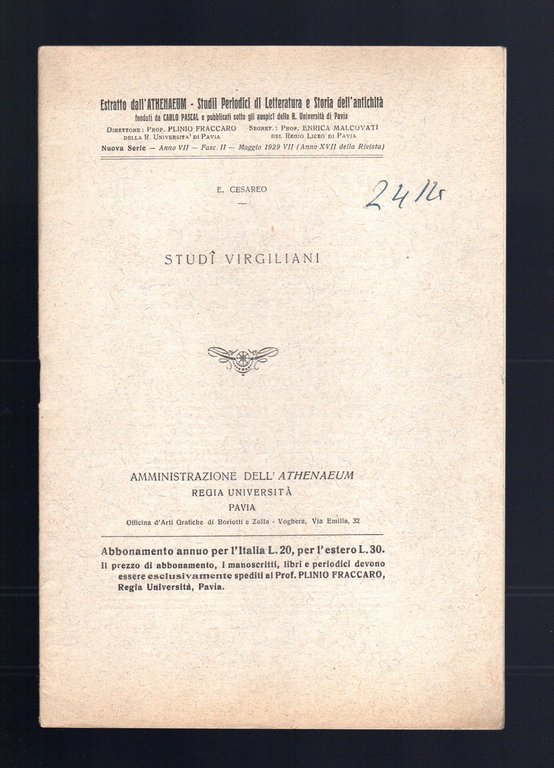 Estratto dall'ATHENAEUM - Studii Periodici di Letteratura e Storia dell'antichità
fondati da CARLO PASCAL e pubblicati sotto gli auspici della R. Università di Pavia
DIRETTORE: PROF. PLINIO FRACCARO SEGRET.: PROF. ENRICA MALCOVATI
DELLA R. UNIVERSITA' DI PAVIA DEL REGIO LICEO DI PAVIA
Nuova Serie — Anno VII — Fasc. II — Maggio 1929 VII (Anno XVII della Rivista)
E. CESAREO
STUDÎ VIRGILIANI
AMMINISTRAZIONE DELL' ATHENAEUM
REGIA UNIVERSITÀ
PAVIA
Officina d'Arti Grafiche di Boriotti e Zolla - Voghera, Via Emilia, 32
Abbonamento annuo per l'Italia L. 20, per l'estero L. 30.
Il prezzo di abbonamento, i manoscritti, libri e periodici devono
essere esclusivamente spediti al Prof. PLINIO FRACCARO,
Regia Università, Pavia.